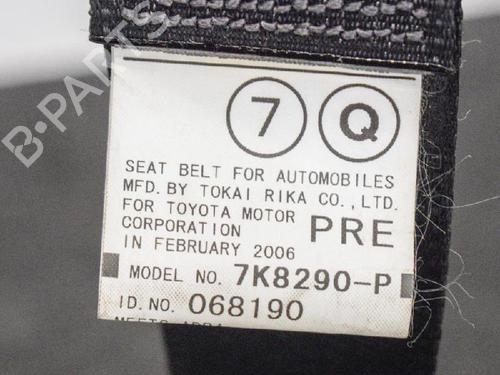 B-PARTS
7 Q
SEAT BELT FOR AUTOMOBILES
MFD. BY TOKAI RIKA CO., LTD.
FOR TOYOTA MOTOR
CORPORATION PRE
IN FEBRUARY 2006
MODEL NO. 7K8290-P
ID. NO. 068190